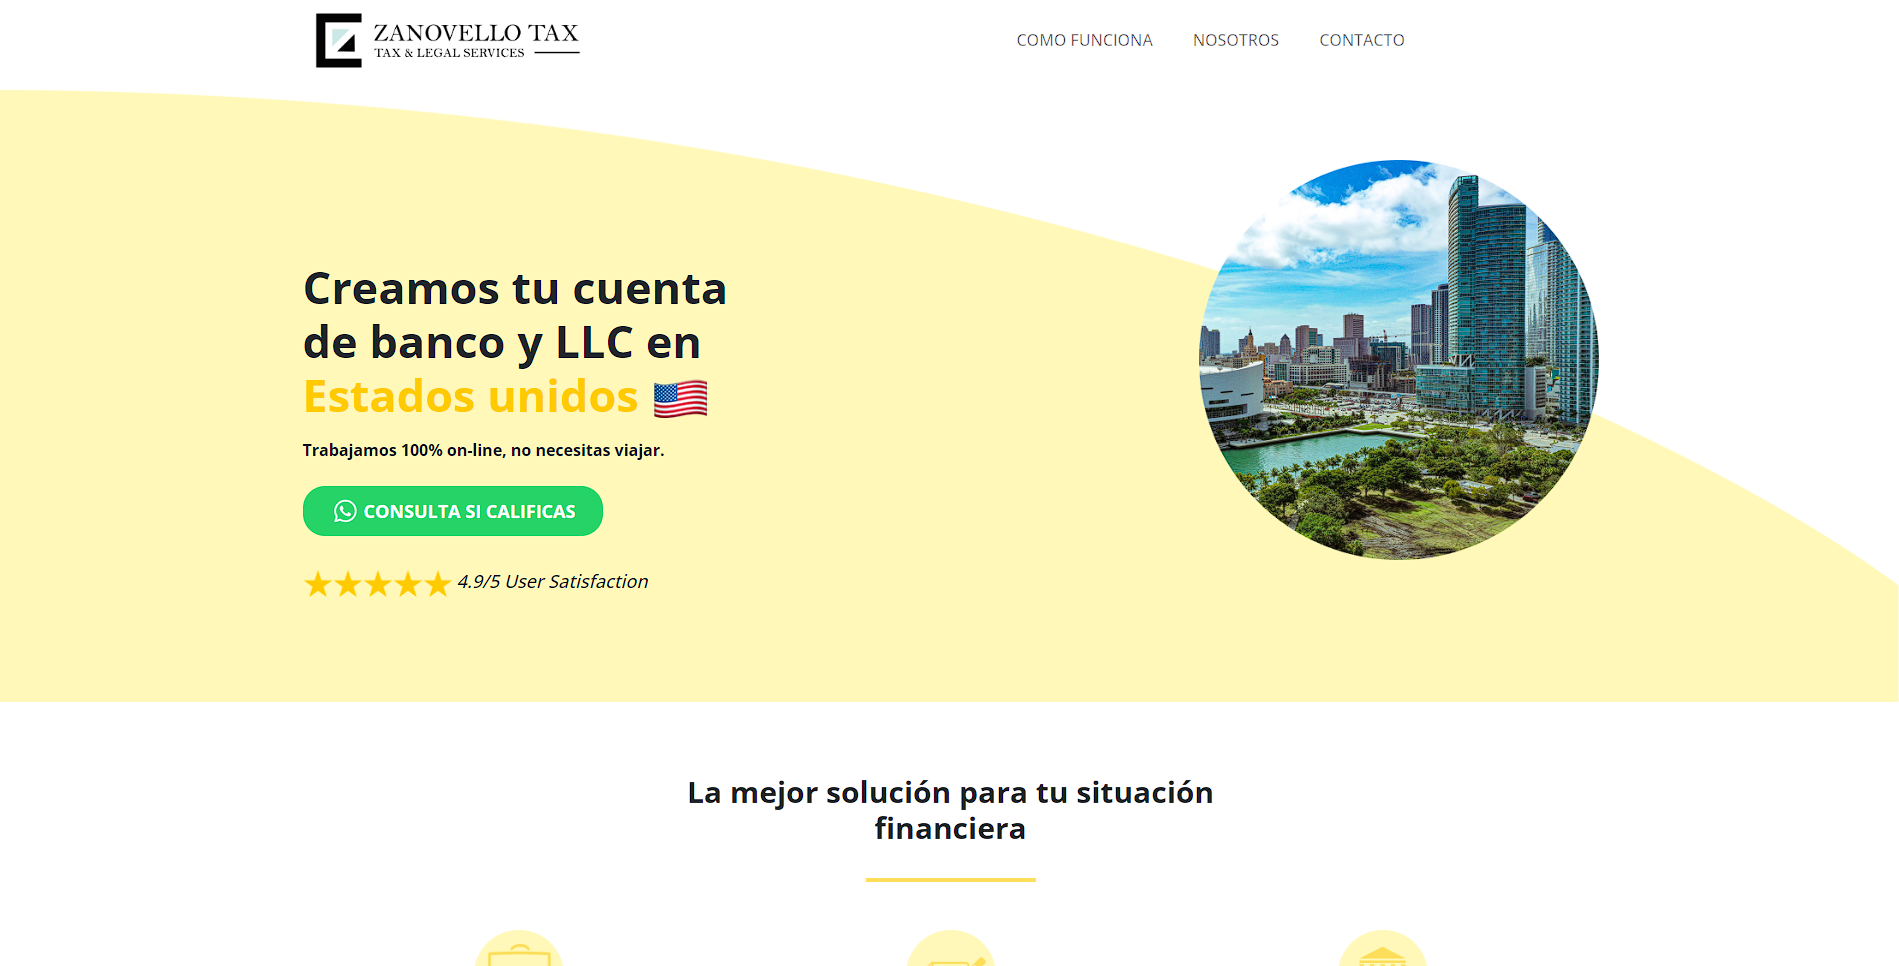 ZANOVELLO TAX
TAX & LEGAL SERVICES
COMO FUNCIONA
NOSOTROS
CONTACTO
Creamos tu cuenta
de banco y LLC en
Estados unidos 🇺🇸
Trabajamos 100% on-line, no necesitas viajar.
CONSULTA SI CALIFICAS
4.9/5 User Satisfaction
La mejor solución para tu situación
financiera